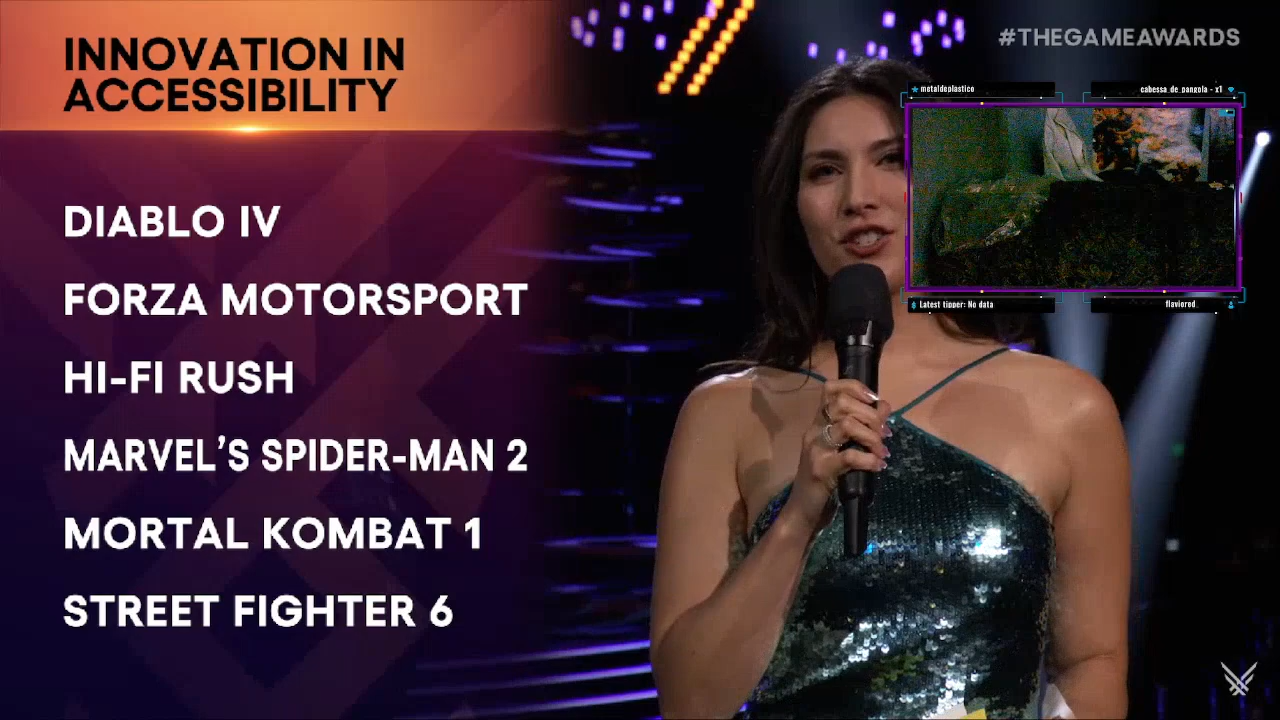 INNOVATION IN
ACCESSIBILITY
#THEGAMEAWARDS
metaldeplastico
cabessa_de_pangola - x1
DIABLO IV
FORZA MOTORSPORT
HI-FI RUSH
MARVEL'S SPIDER-MAN 2
MORTAL KOMBAT 1
STREET FIGHTER 6
Latest tipper: No data
flaviored